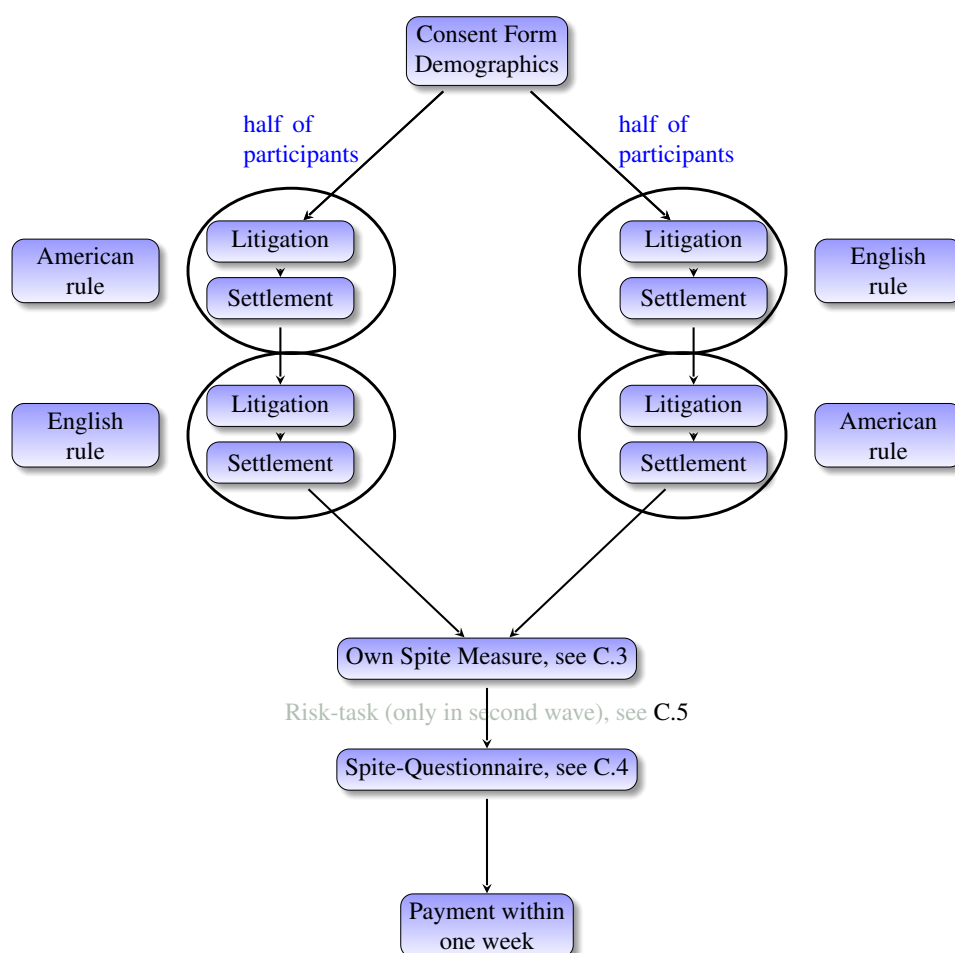 Consent Form
Demographics
half of
participants
half of
participants
American
rule
Litigation
Settlement
Litigation
Settlement
English
rule
English
rule
Litigation
Settlement
Litigation
Settlement
American
rule
Own Spite Measure, see C.3
Risk-task (only in second wave), see C.5
Spite-Questionnaire, see C.4
Payment within
one week